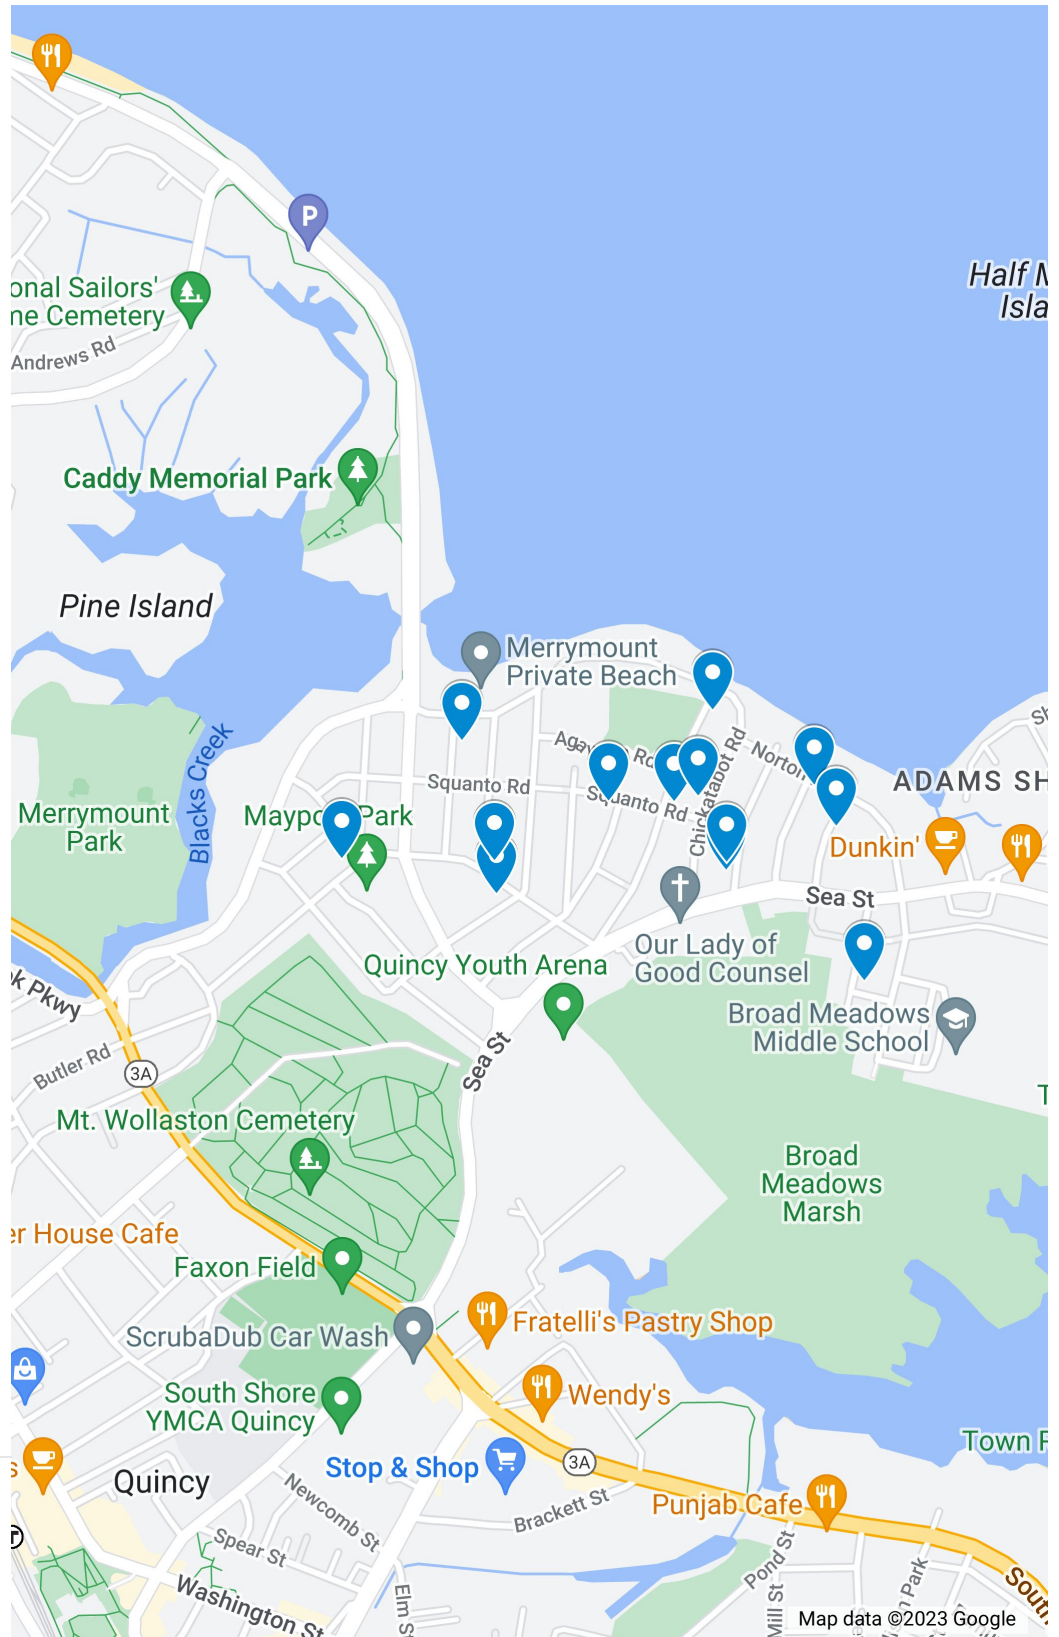 P
onal Sailors'
ne Cemetery
Andrews Rd
Half M
Isla
Caddy Memorial Park
Pine Island
Merrymount
Private Beach
Squanto Rd
Squanto Rd
Chickatabot Rd
Norton
Sh
ADAMS SH
Merrymount
Park
Blacks Creek
Dunkin'
Sea St
Our Lady of
Good Counsel
Quincy Youth Arena
k Pkwy
Broad Meadows
Middle School
Butler Rd
3A
Sea St
T
Mt. Wollaston Cemetery
Broad
Meadows
Marsh
er House Cafe
Faxon Field
Fratelli's Pastry Shop
ScrubaDub Car Wash
South Shore
YMCA Quincy
Wendy's
Town F
s
Stop & Shop
3A
Quincy
Newcomb St
Brackett St
Punjab Cafe
T
Spear St
Pond St
Washington St
Elm St
Mill St
Park
South
Map data ©2023 Google